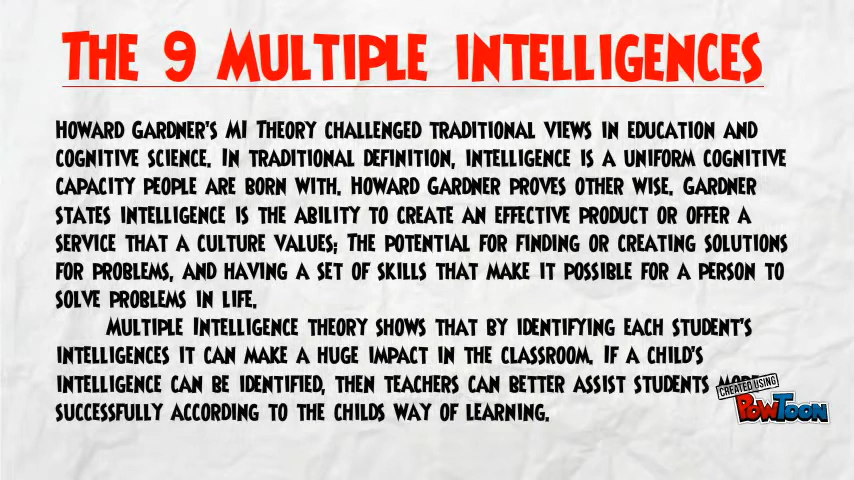 The 9 Multiple Intelligences
Howard Gardner's MI Theory challenged traditional views in education and
cognitive science. In traditional definition, intelligence is a uniform cognitive
capacity people are born with. Howard Gardner proves other wise. Gardner
states intelligence is the ability to create an effective product or offer a
service that a culture values; The potential for finding or creating solutions
for problems, and having a set of skills that make it possible for a person to
solve problems in life.
Multiple Intelligence theory shows that by identifying each student's
intelligences it can make a huge impact in the classroom. If a child's
intelligence can be identified, then teachers can better assist students more
successfully according to the childs way of learning.
CREATED USING
PowToon